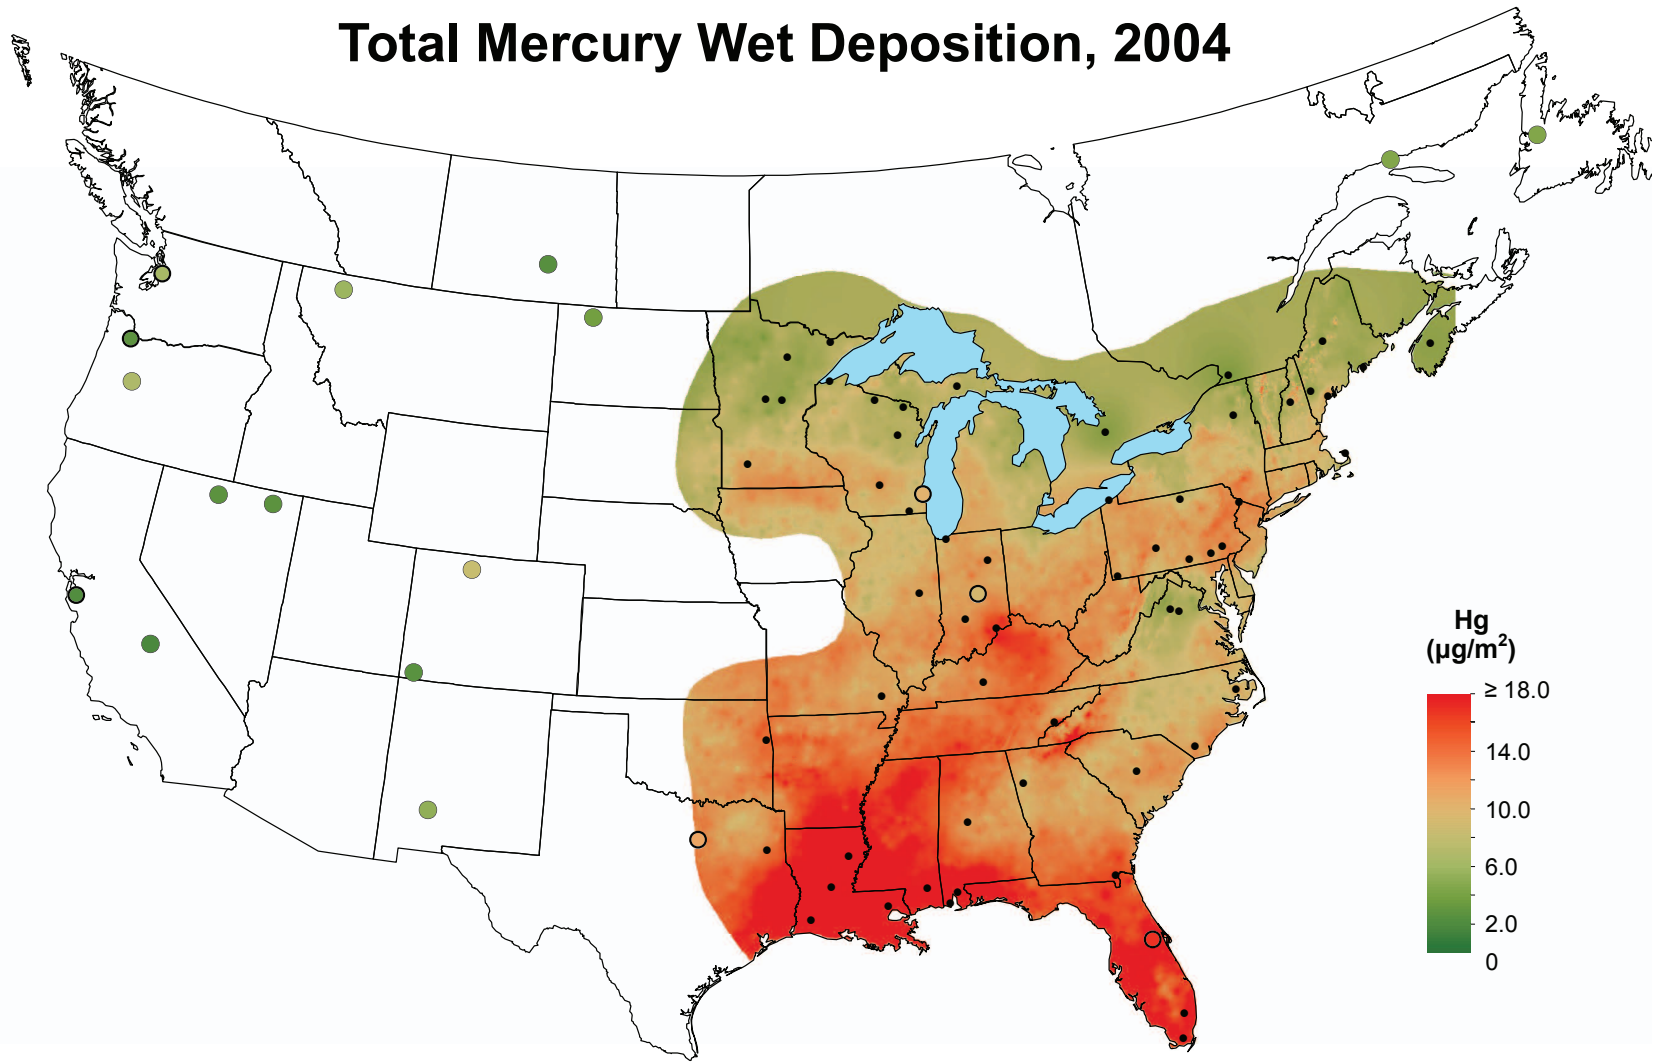 Total Mercury Wet Deposition, 2004
Hg
(µg/m²)
≥ 18.0
14.0
10.0
6.0
2.0
0